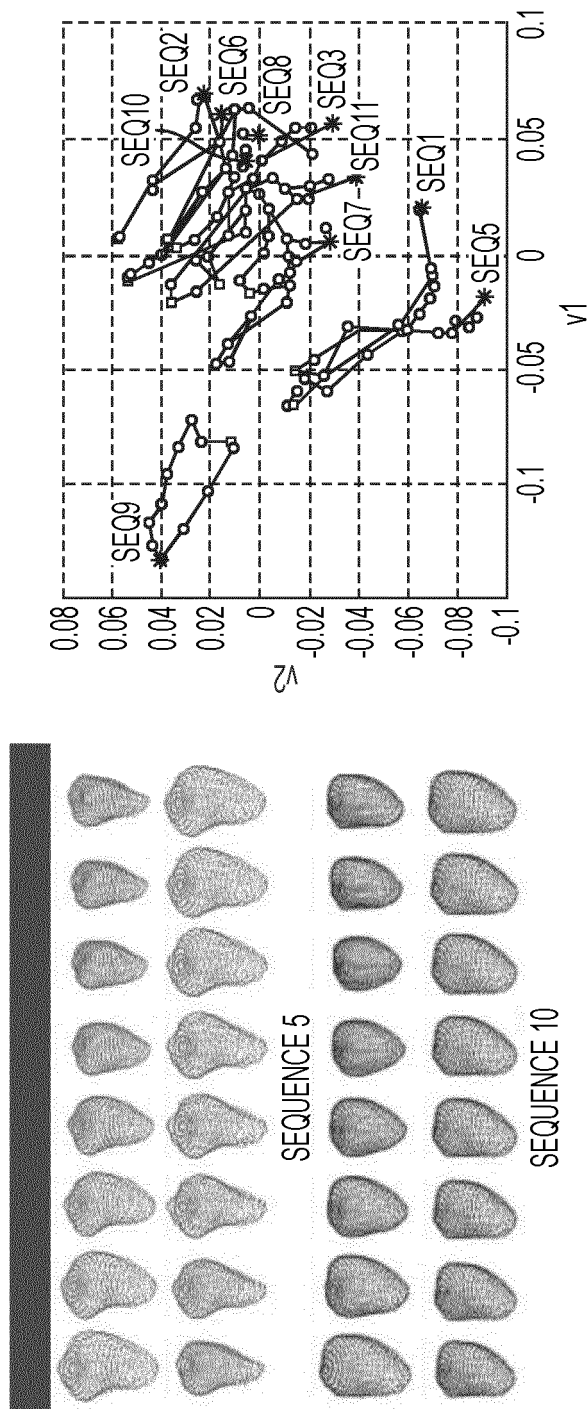 SEQUENCE 5
SEQUENCE 10
SEQ10
SEQ2
SEQ6
SEQ8
SEQ3
SEQ11
SEQ7
SEQ1
SEQ5
SEQ9
0.08
0.06
0.04
0.02
0
-0.02
-0.04
-0.06
-0.08
-0.1
v2
-0.1
-0.05
0
0.05
0.1
v1